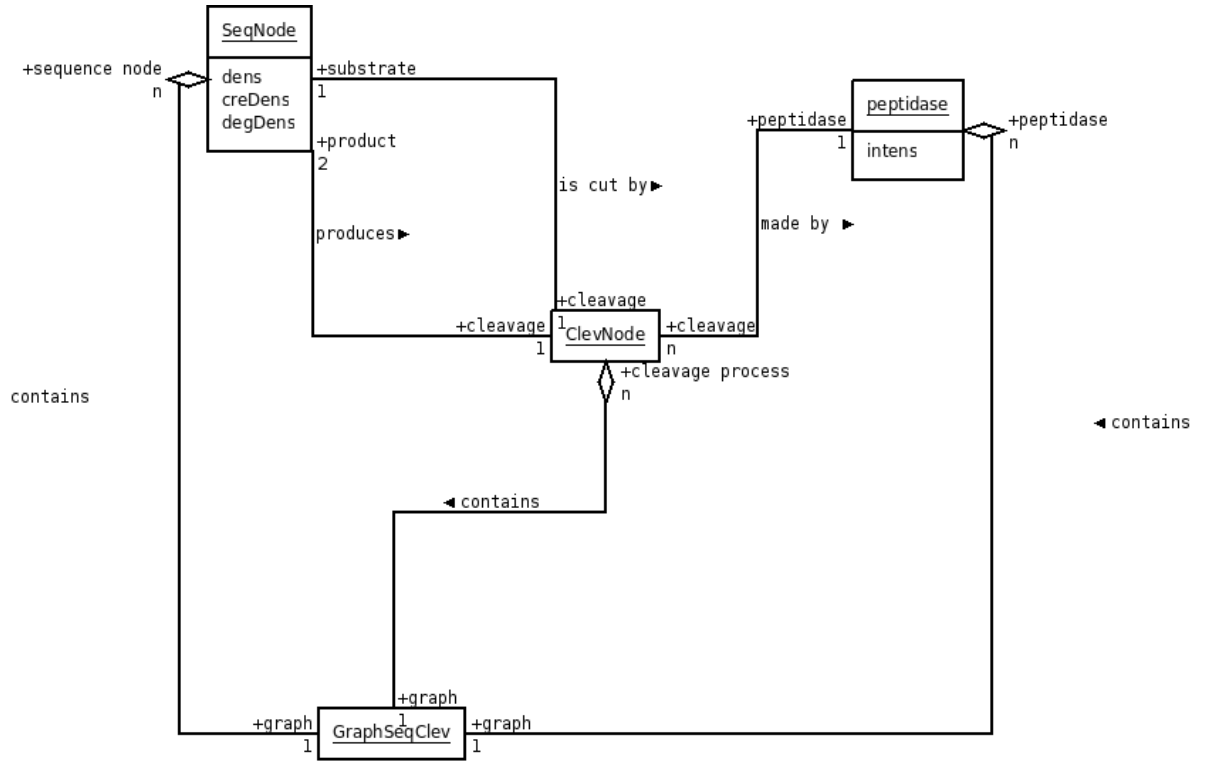 SeqNode
+sequence node
n
dens
creDens
degDens
+substrate
1
+product
2
peptidase
intens
+peptidase
1
+peptidase
n
is cut by▶
made by ▶
produces▶
+cleavage
1
+cleavage
1
ClevNode
+cleavage
n
+cleavage process
n
contains
◀ contains
◀ contains
+graph
1
+graph
1
GraphSeqClev
+graph
1